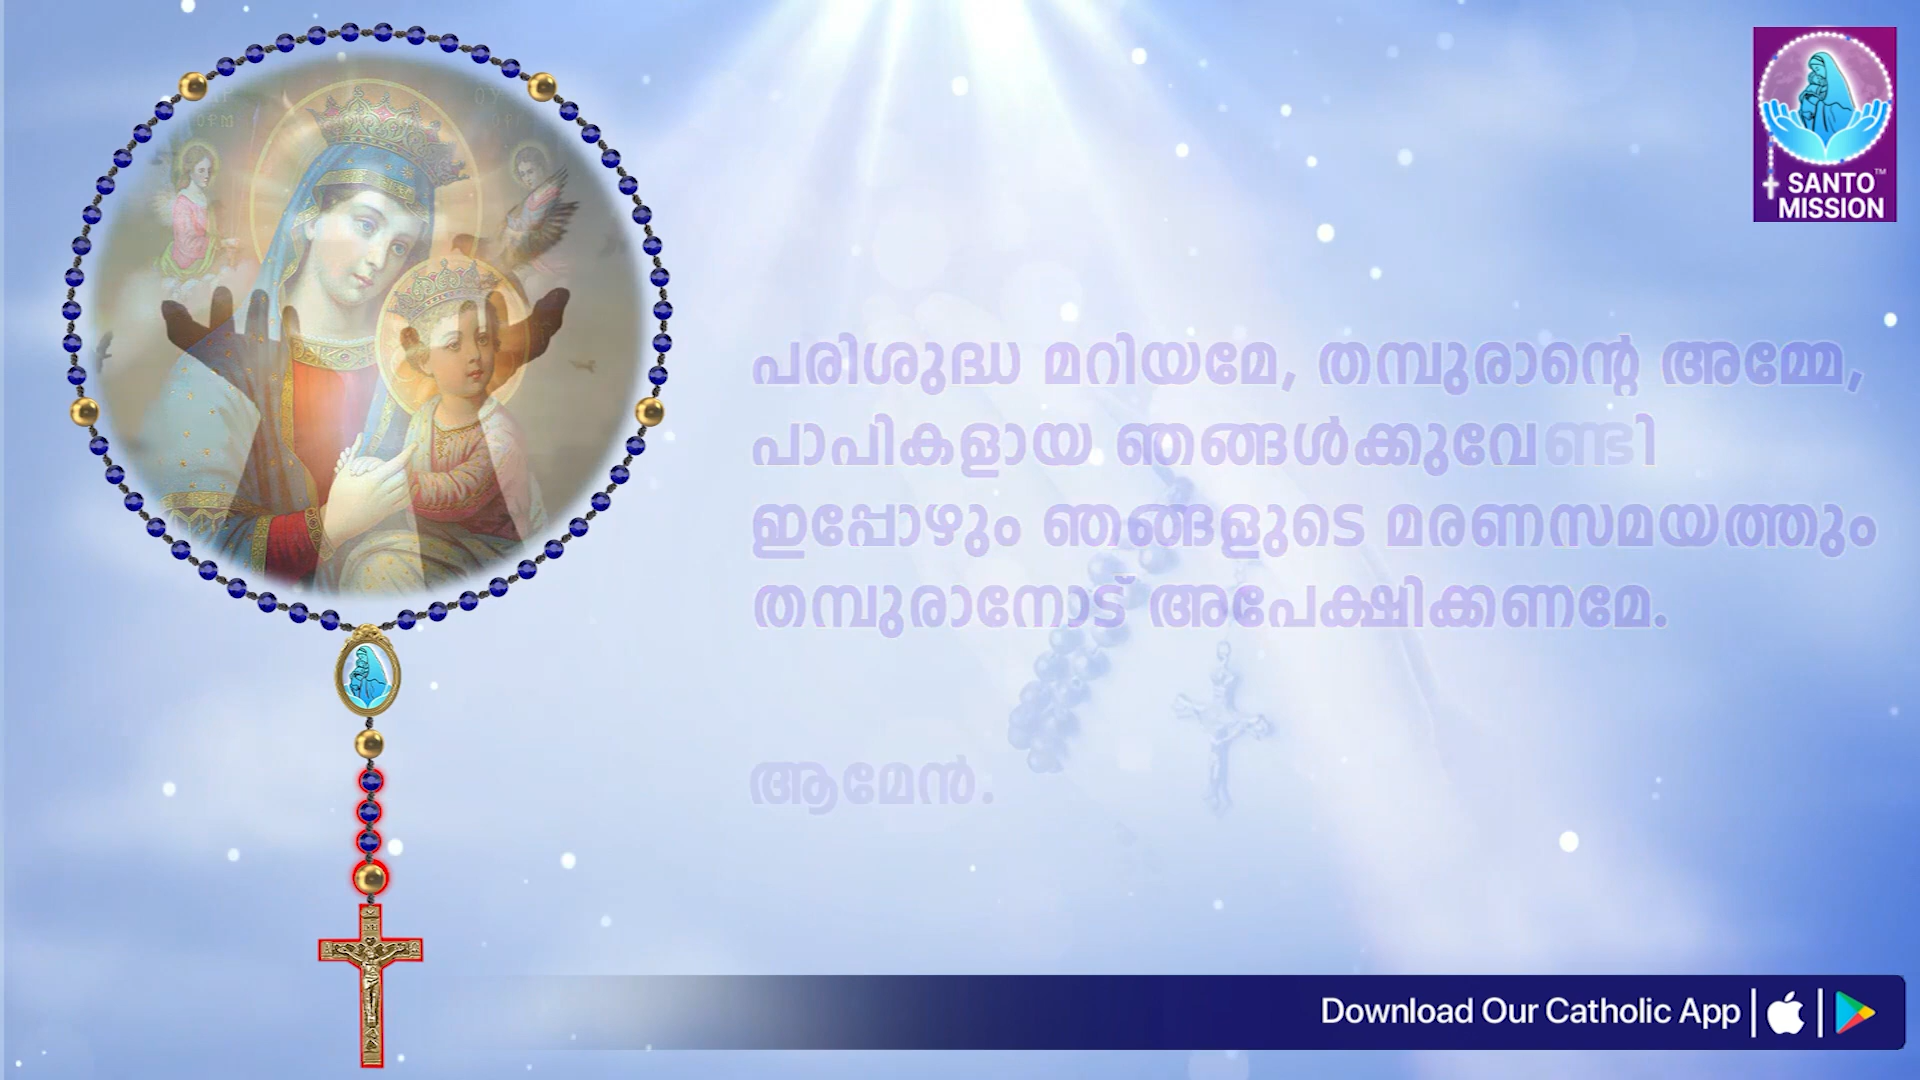 SANTO™
MISSION
പരിശുദ്ധ മറിയമേ, തമ്പുരാന്റെ അമ്മേ,
പാപികളായ ഞങ്ങൾക്കുവേണ്ടി
ഇപ്പോഴും ഞങ്ങളുടെ മരണസമയത്തും
തമ്പുരാനോട് അപേക്ഷിക്കണമേ.
ആമേൻ.
Download Our Catholic App